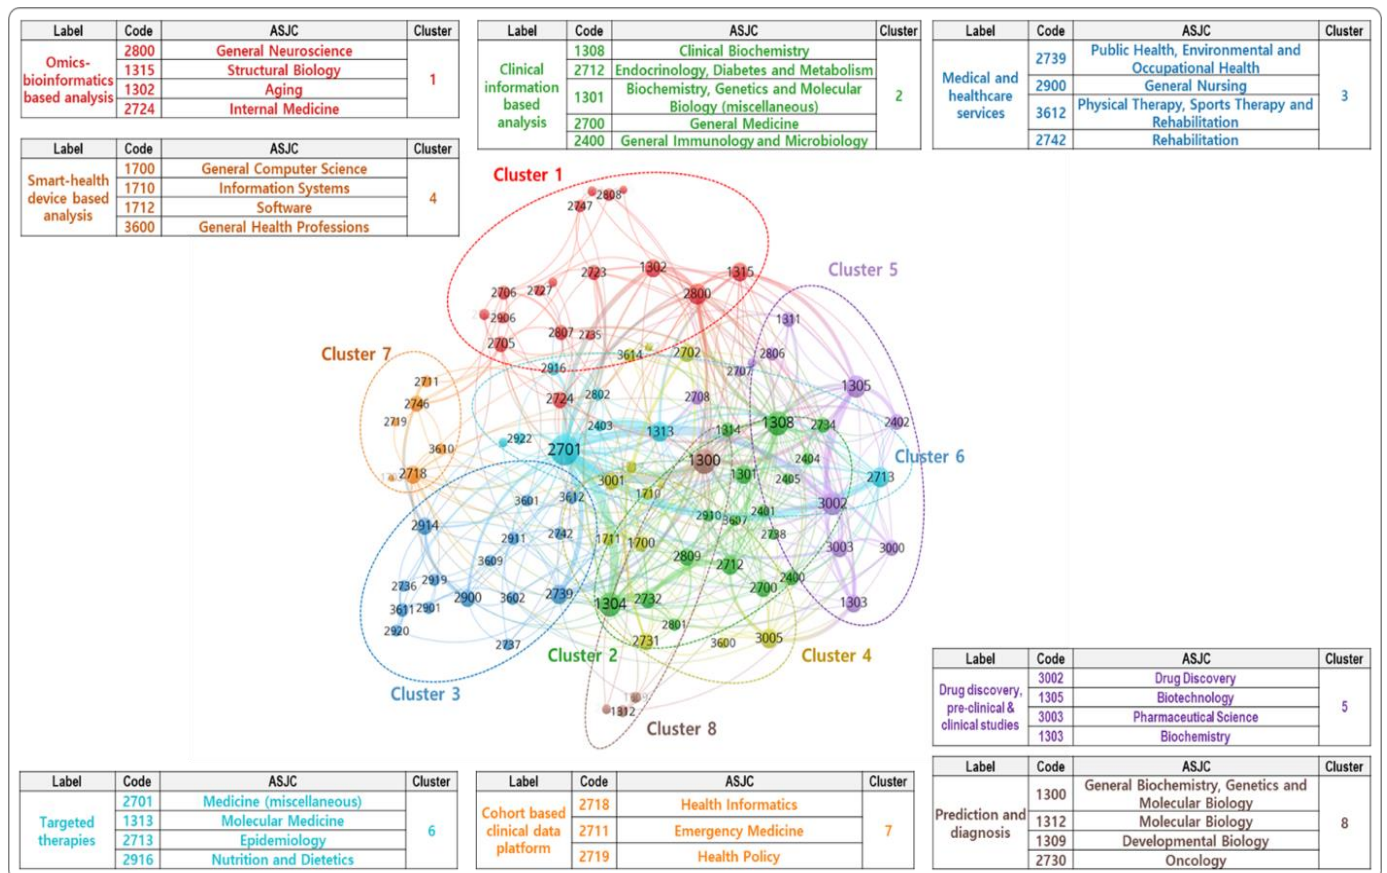 Label Code ASJC Cluster
Omics-bioinformatics based analysis
2800 General Neuroscience
1315 Structural Biology
1302 Aging
2724 Internal Medicine
1
Label Code ASJC Cluster
Clinical information based analysis
1308 Clinical Biochemistry
2712 Endocrinology, Diabetes and Metabolism
1301 Biochemistry, Genetics and Molecular
Biology (miscellaneous)
2700 General Medicine
2400 General Immunology and Microbiology
2
Label Code ASJC Cluster
Medical and healthcare services
2739 Public Health, Environmental and
Occupational Health
2900 General Nursing
3612 Physical Therapy, Sports Therapy and
Rehabilitation
2742 Rehabilitation
3
Label Code ASJC Cluster
Smart-health device based analysis
1700 General Computer Science
1710 Information Systems
1712 Software
3600 General Health Professions
4
Cluster 1
2808
2747
2723
1302
1315
2800
2706
2727
2906
2807
2735
2705
Cluster 5
1311
2806
2707
1305
2402
3614
2702
2708
Cluster 7
2711
2746
2719
3610
2718
2916
2724
2802
2403
2922
2701
1313
1300
1314
1308
2734
2404
1301
2405
Cluster 6
2713
3002
3001
1710
3601
3612
2914
2911
2742
1711
1700
2910
3607
2401
2738
3003
3000
3609
2809
2712
2700
2400
2736
2919
3611
2901
2900
3602
2739
1304
2732
1303
2920
2737
2801
2731
3600
3005
Cluster 2
Cluster 4
Cluster 3
1312
Cluster 8
Label Code ASJC Cluster
Drug discovery,
pre-clinical &
clinical studies
3002 Drug Discovery
1305 Biotechnology
3003 Pharmaceutical Science
1303 Biochemistry
5
Label Code ASJC Cluster
Targeted therapies
2701 Medicine (miscellaneous)
1313 Molecular Medicine
2713 Epidemiology
2916 Nutrition and Dietetics
6
Label Code ASJC Cluster
Cohort based clinical data platform
2718 Health Informatics
2711 Emergency Medicine
2719 Health Policy
7
Label Code ASJC Cluster
Prediction and diagnosis
1300 General Biochemistry, Genetics and
Molecular Biology
1312 Molecular Biology
1309 Developmental Biology
2730 Oncology
8